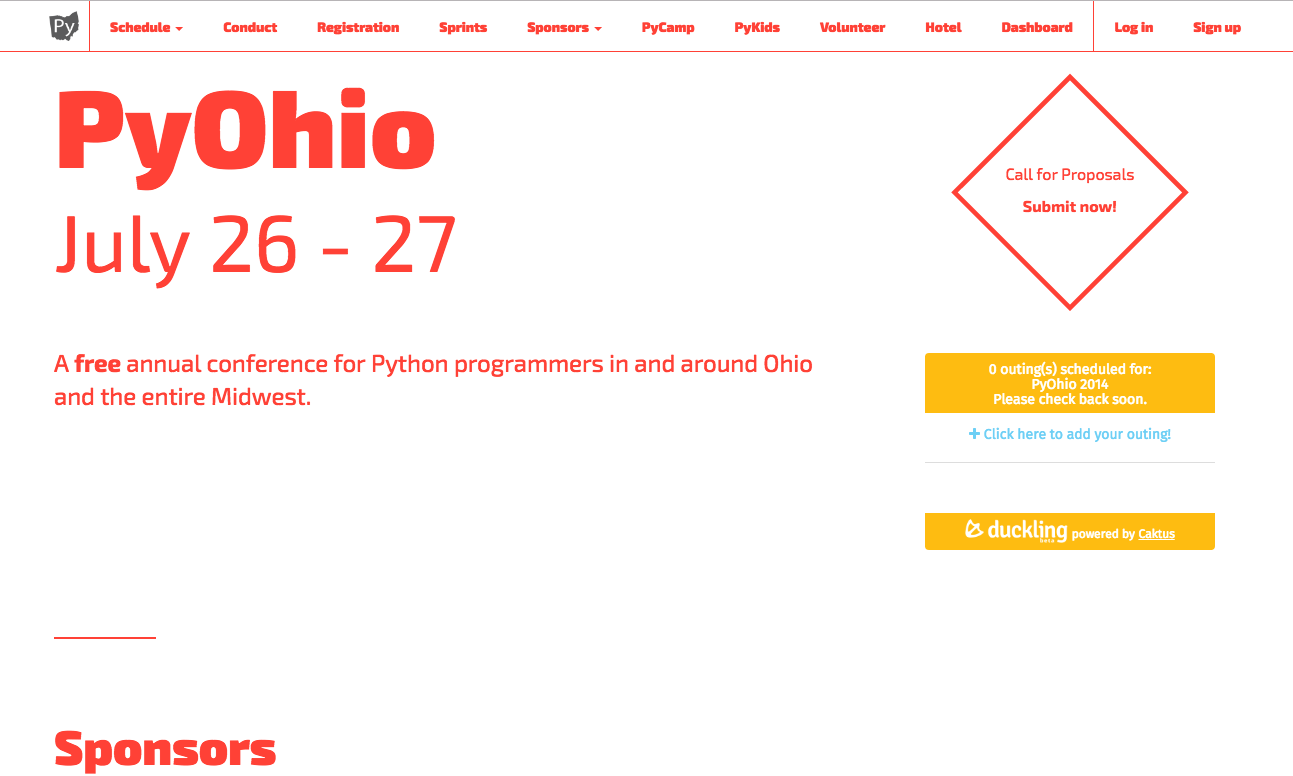 Py
Schedule Conduct Registration Sprints Sponsors PyCamp PyKids Volunteer Hotel Dashboard Log in Sign up
PyOhio
July 26 - 27
A free annual conference for Python programmers in and around Ohio
and the entire Midwest.
Call for Proposals
Submit now!
0 outing(s) scheduled for:
PyOhio 2014
Please check back soon.
+ Click here to add your outing!
duckling beta powered by Caktus
Sponsors